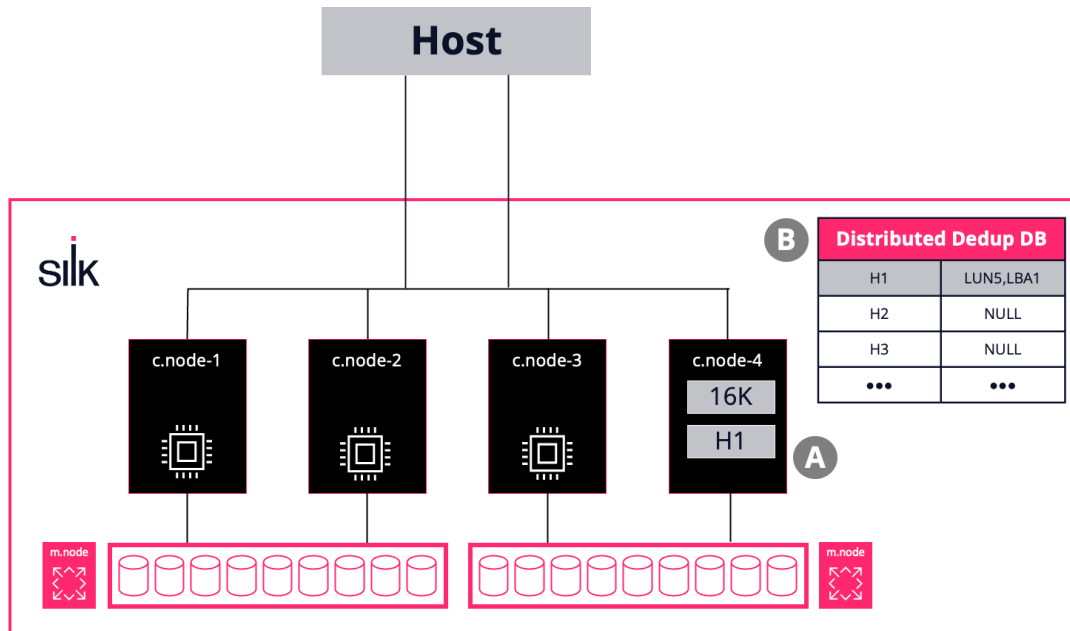 Host
silk
B
Distributed Dedup DB
H1 LUN5,LBA1
H2 NULL
H3 NULL
••• •••
c.node-1
c.node-2
c.node-3
c.node-4
16K
H1
A
m.node
m.node